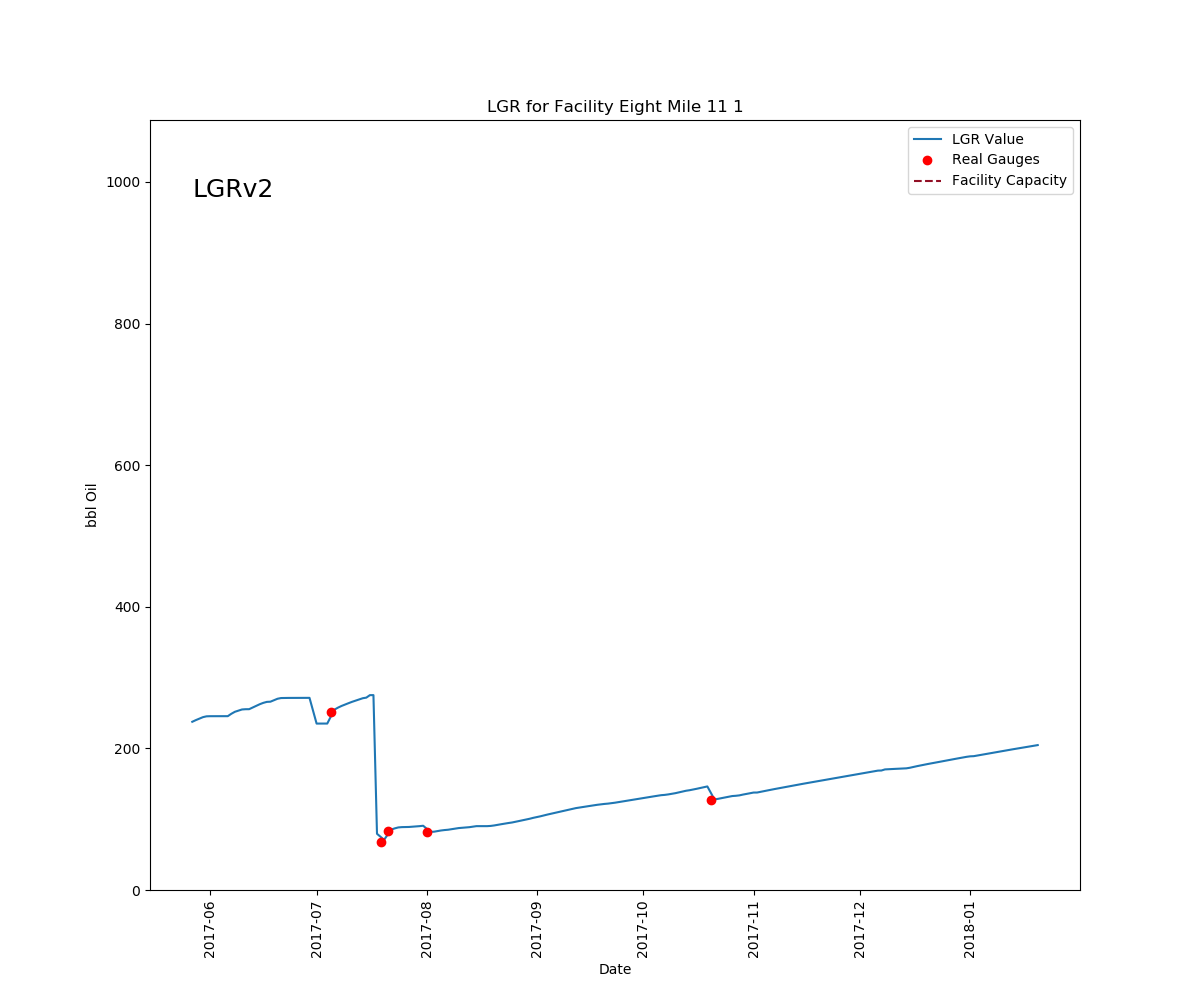 LGR for Facility Eight Mile 11 1
LGRv2
LGR Value
Real Gauges
Facility Capacity
1000
800
600
400
200
0
bbl Oil
2017-06
2017-07
2017-08
2017-09
2017-10
2017-11
2017-12
2018-01
Date